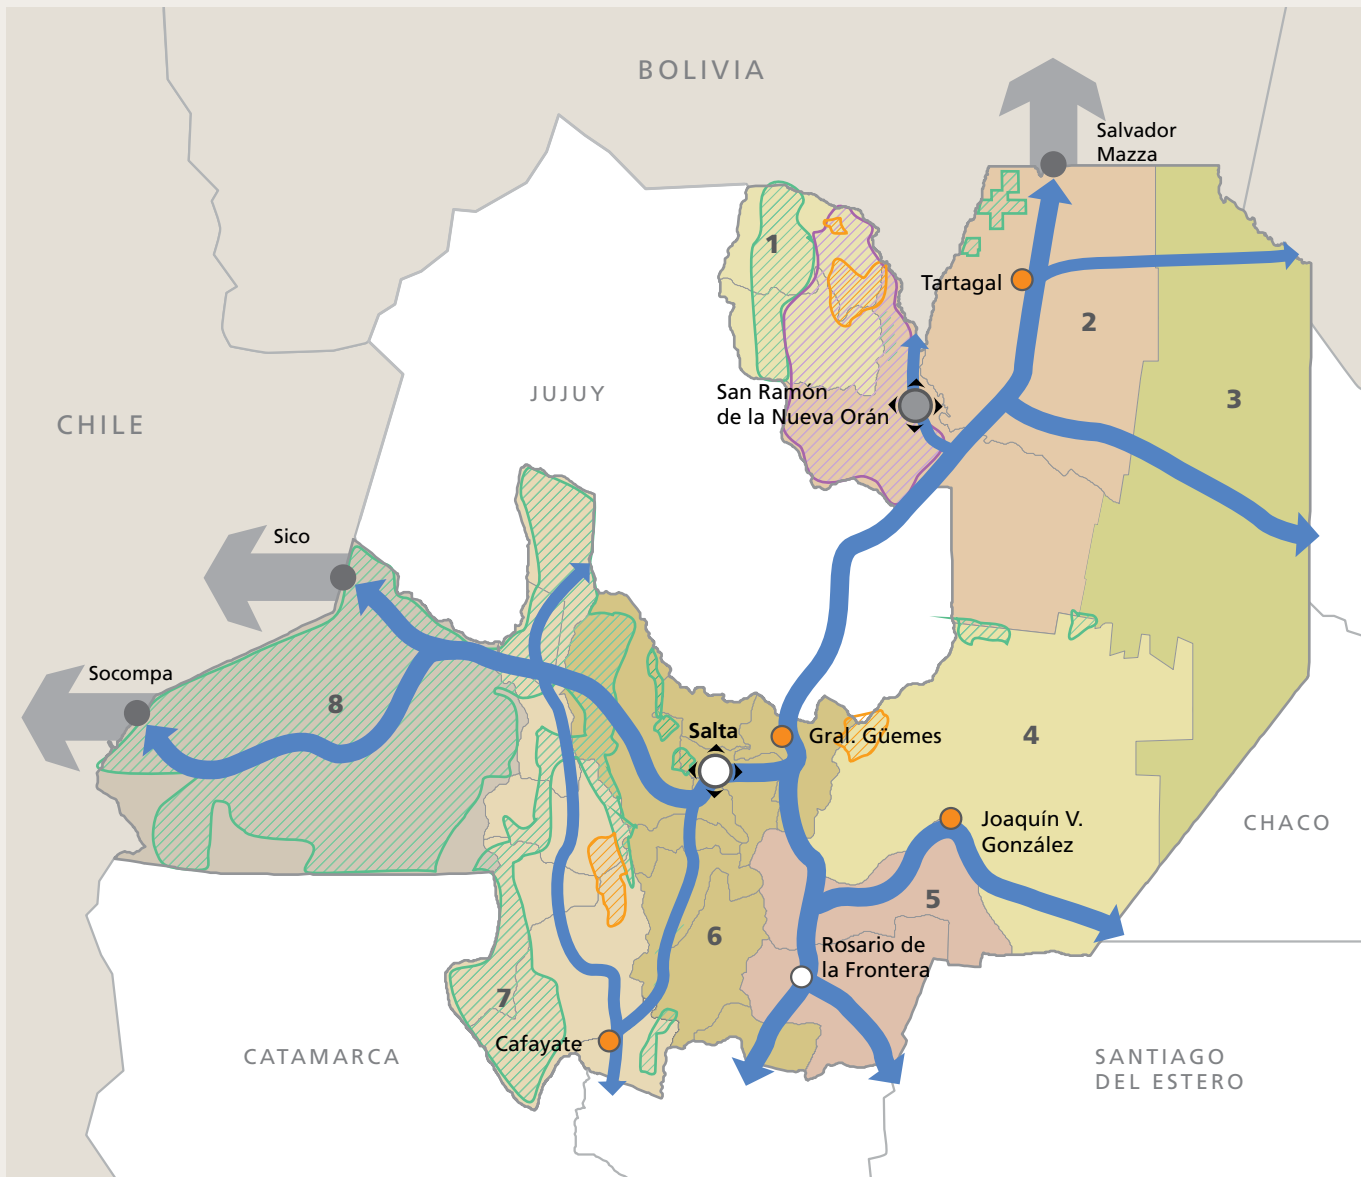 BOLIVIA
Salvador
Mazza
1
Tartagal
2
JUJUY
San Ramón
de la Nueva Orán
3
CHILE
Sico
Socompa
8
Salta
Gral. Güemes
4
Joaquín V.
González
CHACO
5
6
Rosario de
la Frontera
7
Cafayate
CATAMARCA
SANTIAGO
DEL ESTERO